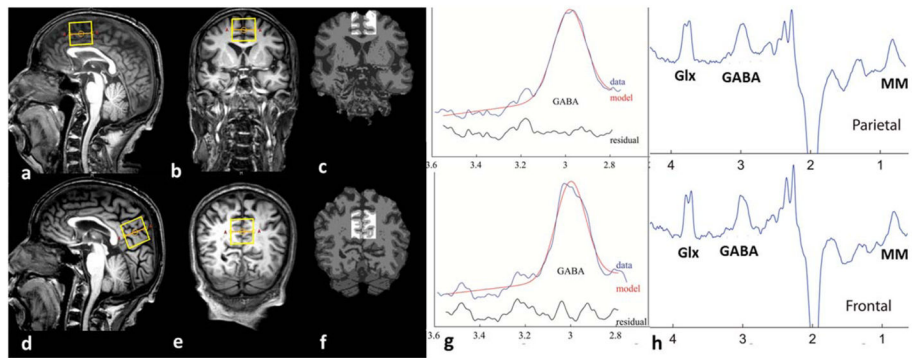 a
b
c
d
e
f
data
model
GABA
residual
3.6 3.4 3.2 3 2.8
data
GABA
model
residual
3.6 3.4 3.2 3 2.8
g
Glx
GABA
MM
Parietal
4 3 2 1
Glx
GABA
MM
Frontal
4 3 2 1
h